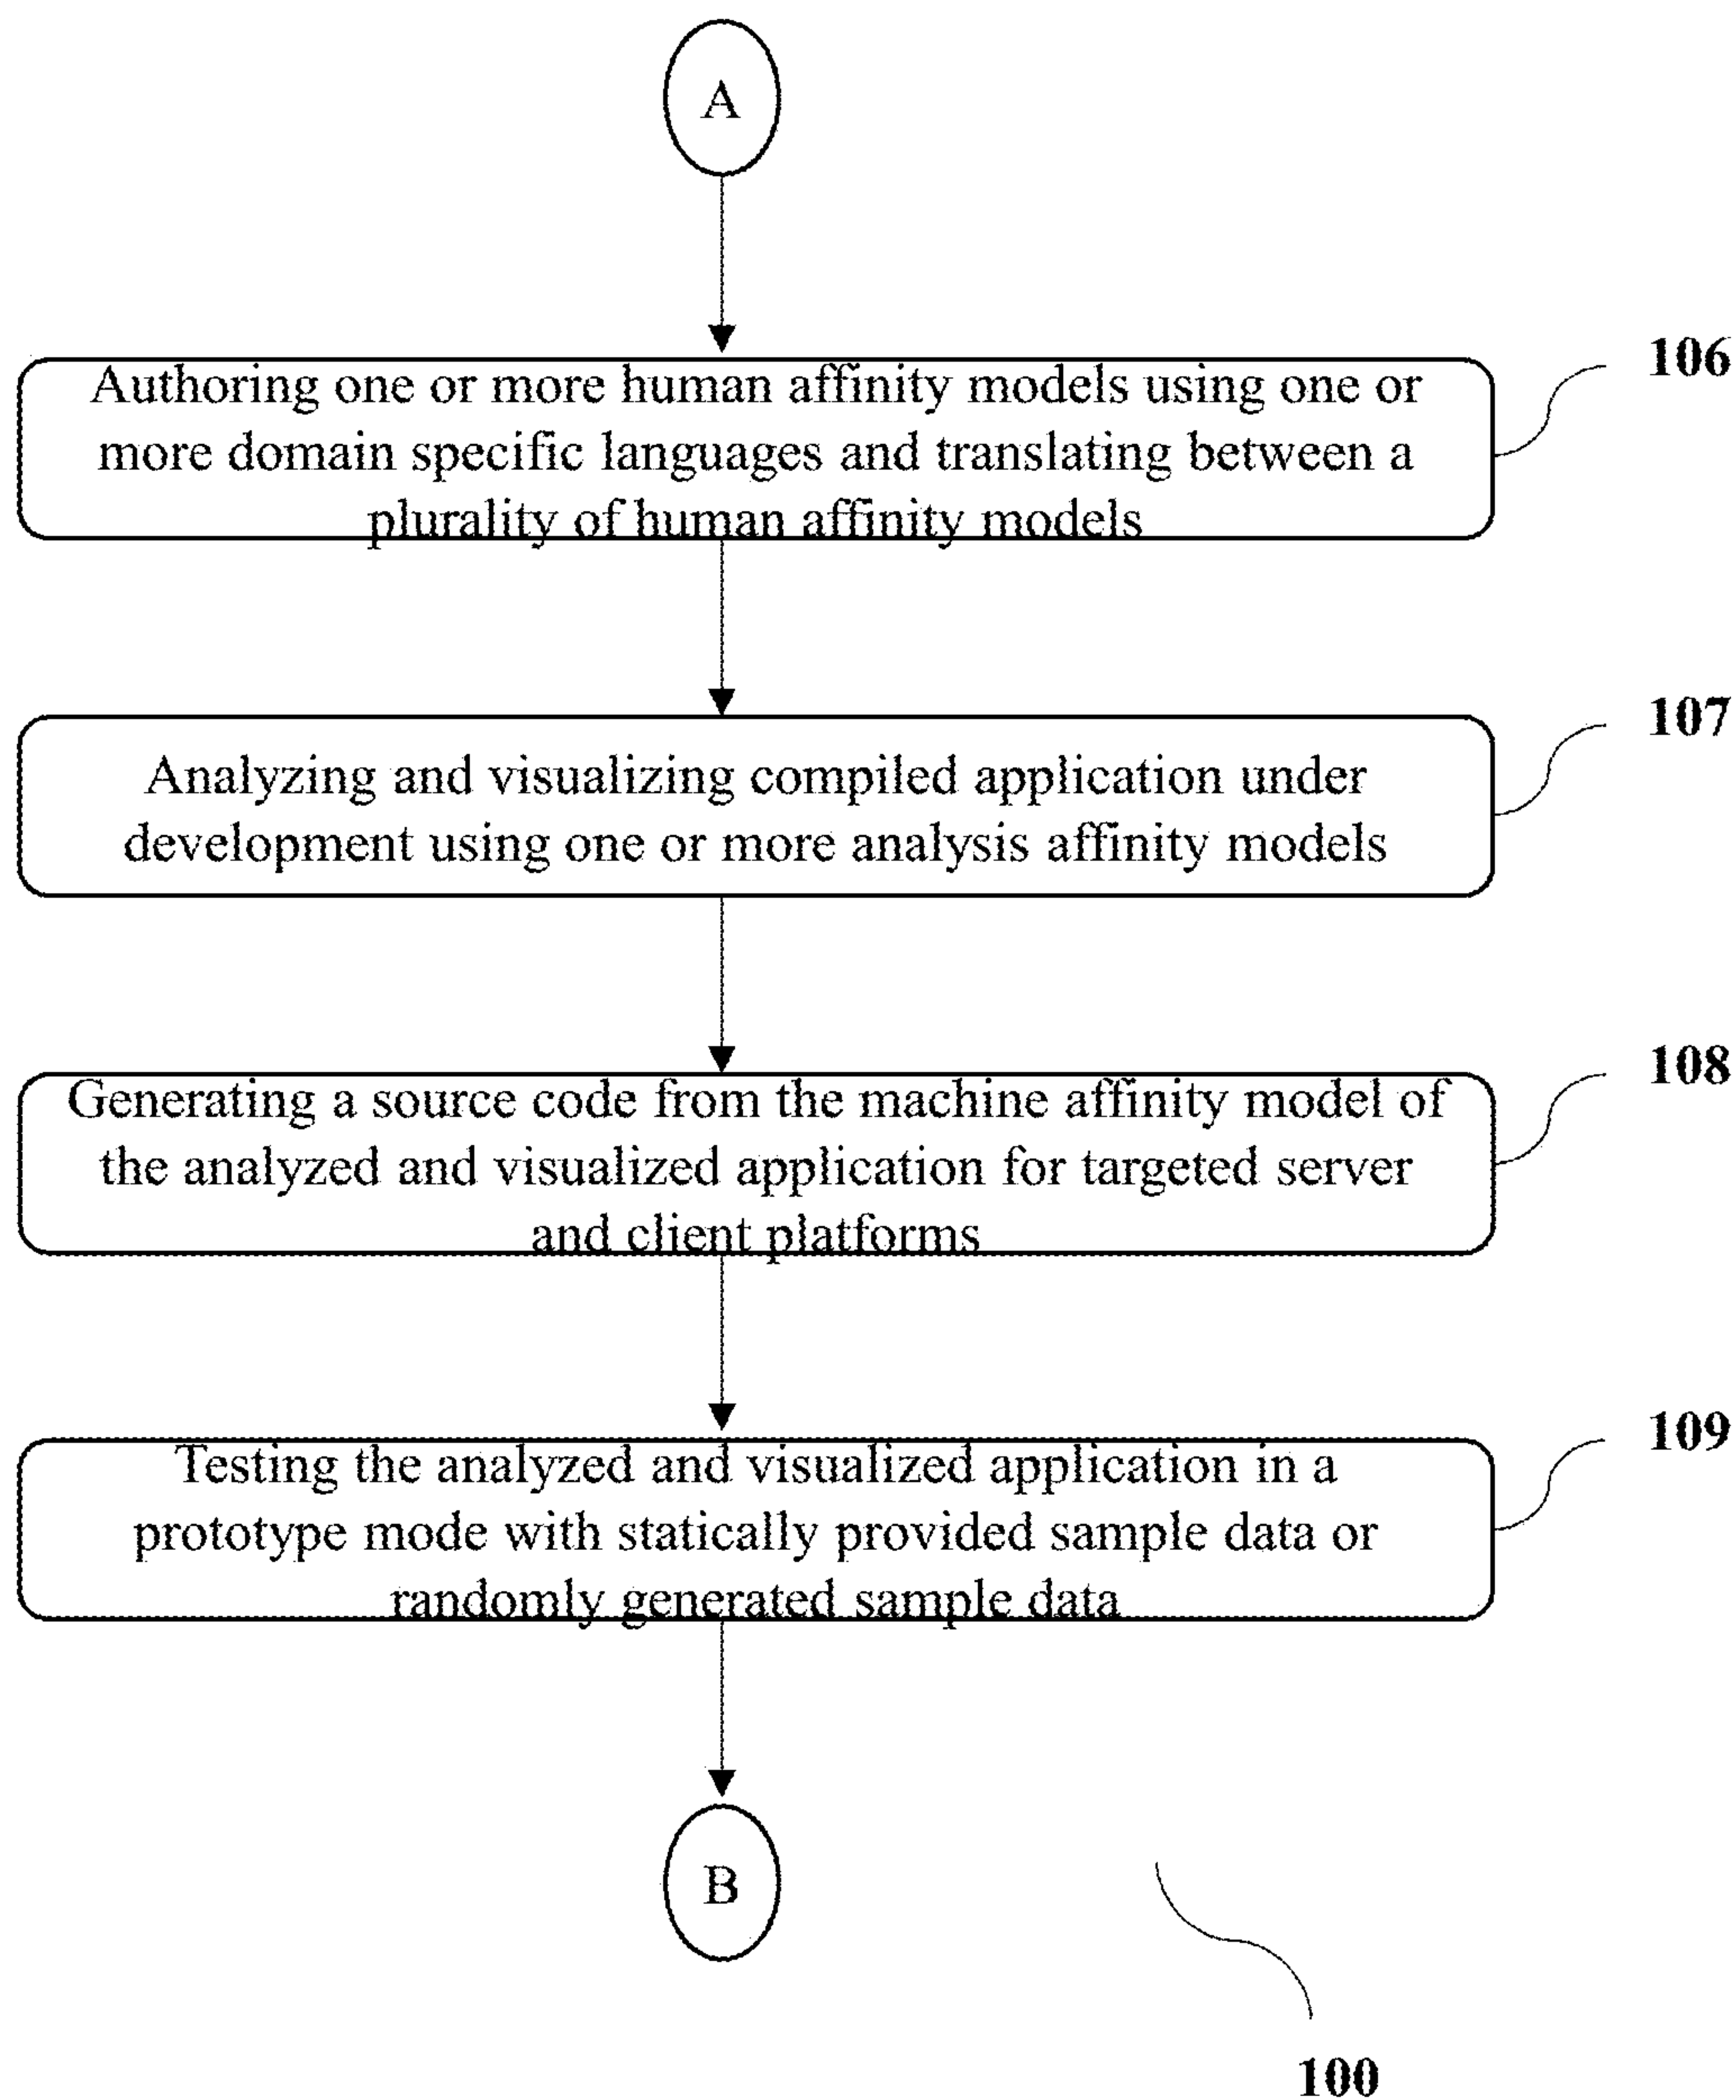 A
106
Authoring one or more human affinity models using one or
more domain specific languages and translating between a
plurality of human affinity models
107
Analyzing and visualizing compiled application under
development using one or more analysis affinity models
108
Generating a source code from the machine affinity model of
the analyzed and visualized application for targeted server
and client platforms
109
Testing the analyzed and visualized application in a
prototype mode with statically provided sample data or
randomly generated sample data
B
100